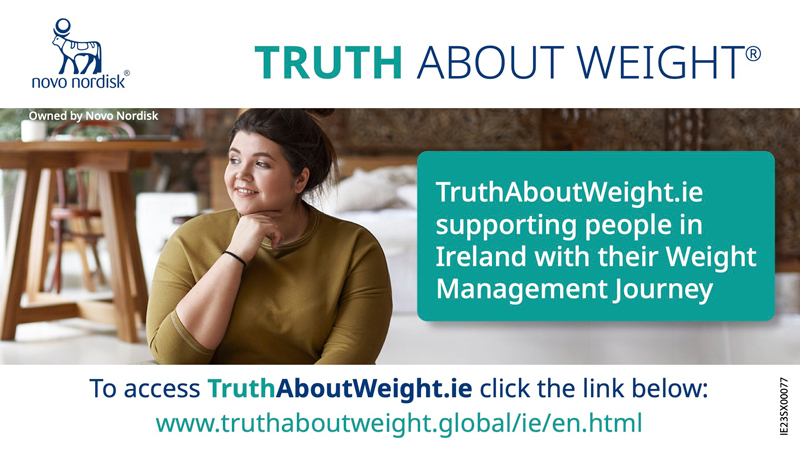 novo nordisk®
TRUTH ABOUT WEIGHT®
Owned by Novo Nordisk
TruthAboutWeight.ie
supporting people in
Ireland with their Weight
Management Journey
To access TruthAboutWeight.ie click the link below:
www.truthaboutweight.global/ie/en.html
IE23SX00077